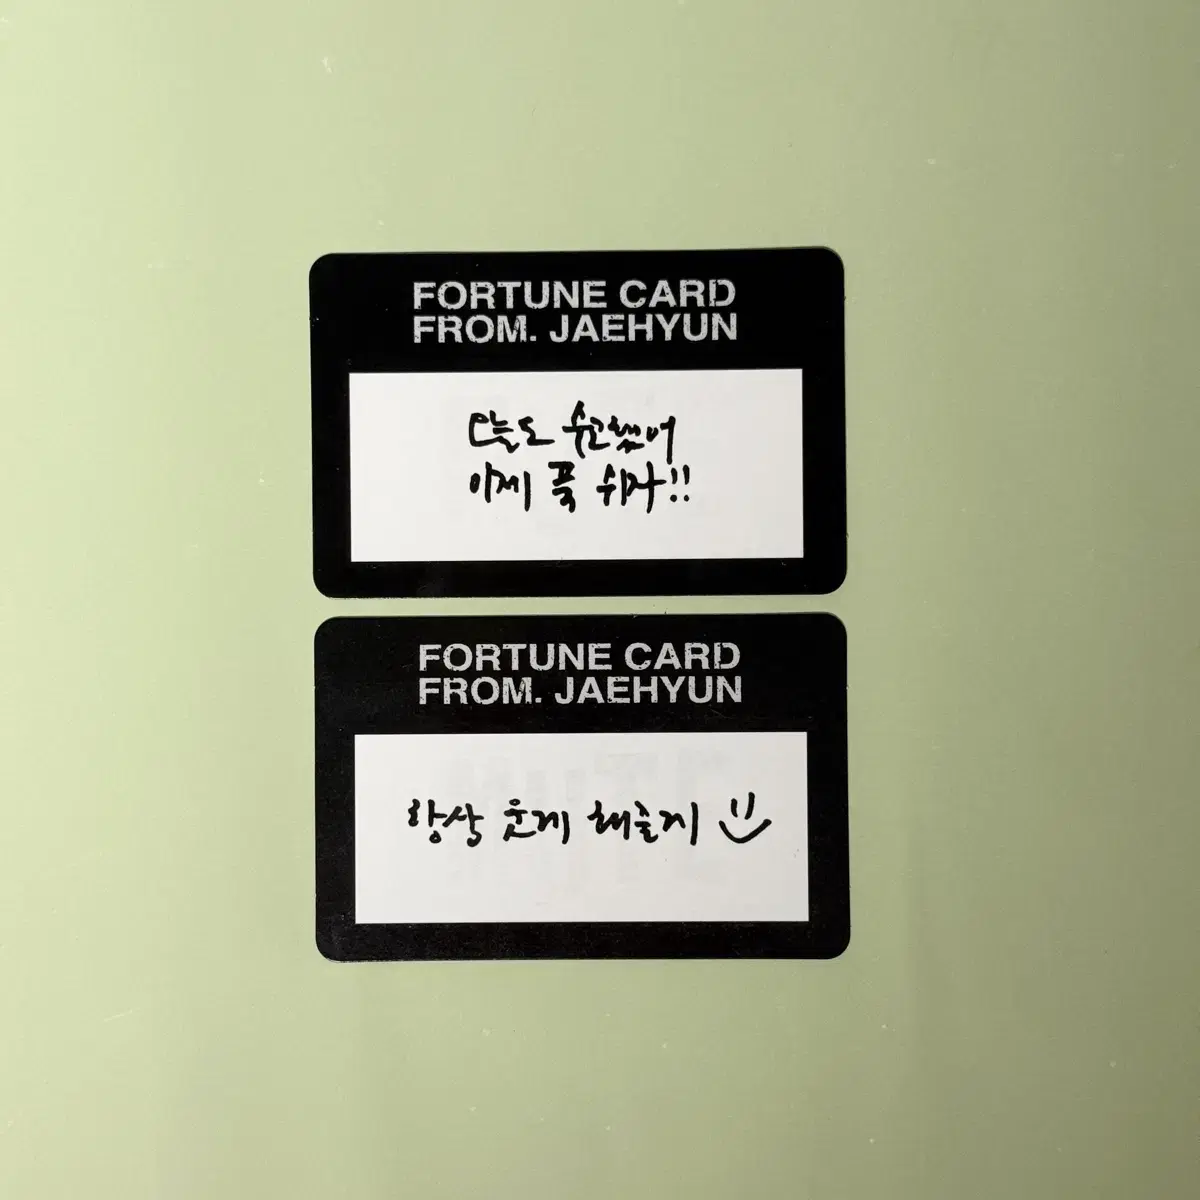 FORTUNE CARD
FROM. JAEHYUN
오늘도 수고했어
이제 푹 쉬자!!
FORTUNE CARD
FROM. JAEHYUN
항상 웃게 해줄게